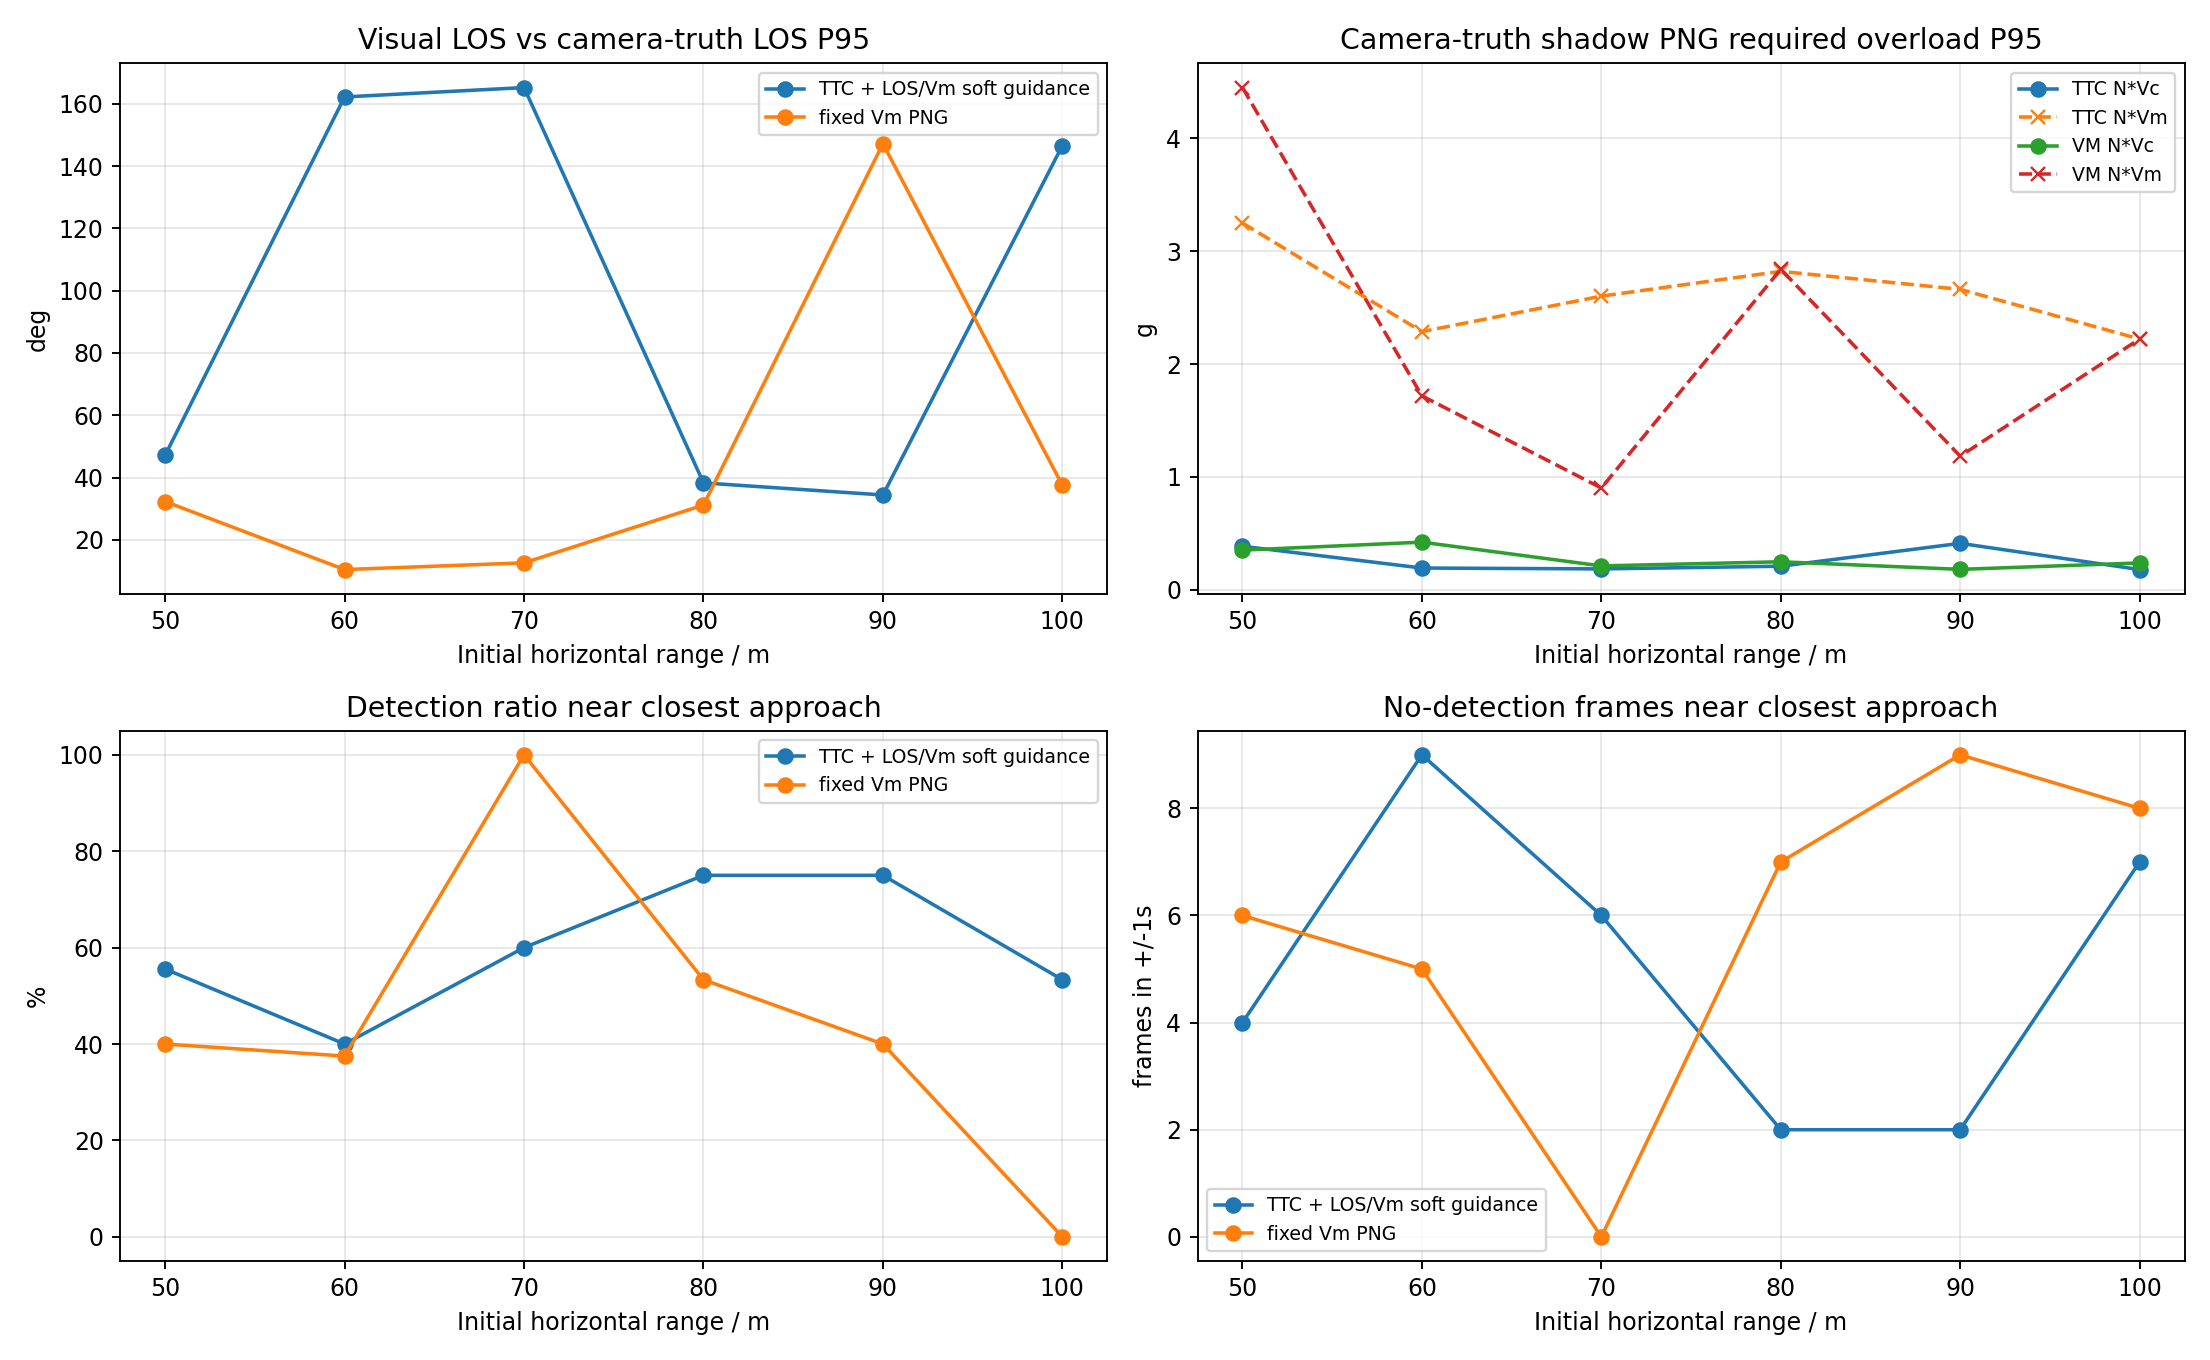 Visual LOS vs camera-truth LOS P95
160
140
120
100
80
60
40
20
deg
TTC + LOS/Vm soft guidance
fixed Vm PNG
50 60 70 80 90 100
Initial horizontal range / m
Camera-truth shadow PNG required overload P95
4
3
2
1
0
g
TTC N*Vc
TTC N*Vm
VM N*Vc
VM N*Vm
50 60 70 80 90 100
Initial horizontal range / m
Detection ratio near closest approach
100
80
60
40
20
0
%
TTC + LOS/Vm soft guidance
fixed Vm PNG
50 60 70 80 90 100
Initial horizontal range / m
No-detection frames near closest approach
8
6
4
2
0
frames in +/-1s
TTC + LOS/Vm soft guidance
fixed Vm PNG
50 60 70 80 90 100
Initial horizontal range / m